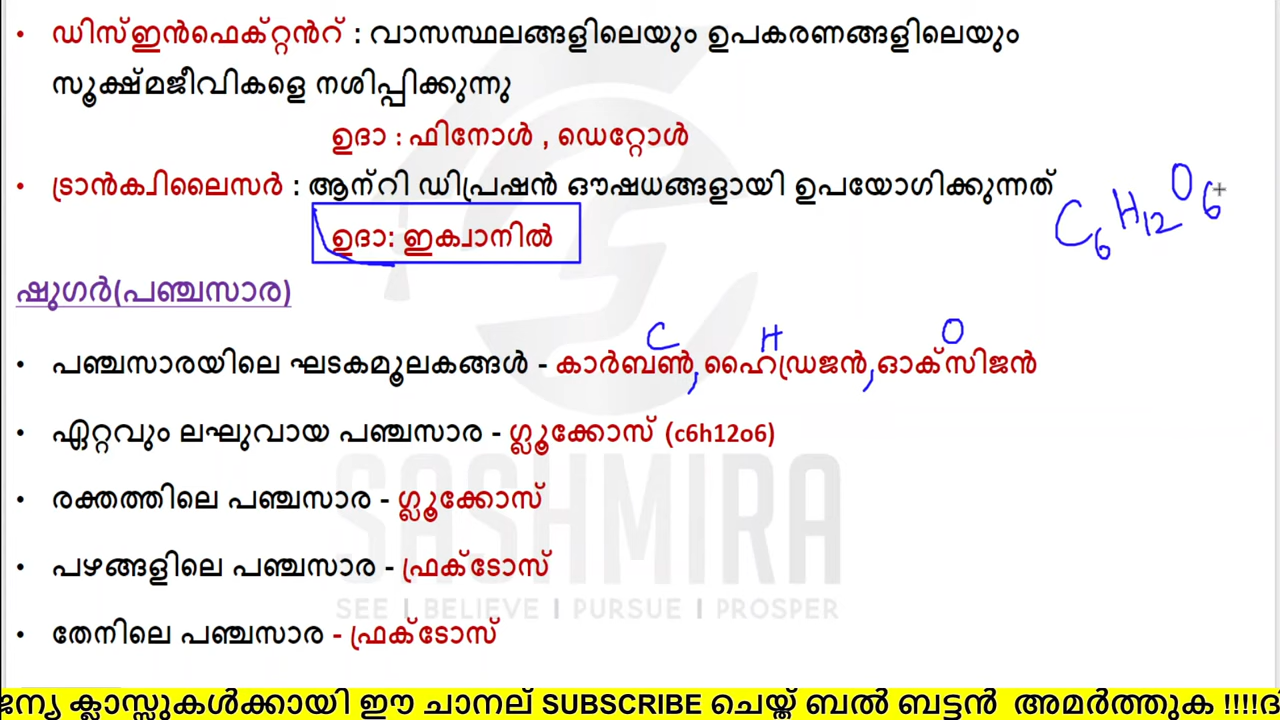 • ഡിസ്ഇൻഫെക്റ്റൻറ് : വാസസ്ഥലങ്ങളിലെയും ഉപകരണങ്ങളിലെയും
സൂക്ഷ്മജീവികളെ നശിപ്പിക്കുന്നു
ഉദാ : ഫിനോൾ , ഡെറ്റോൾ
• ട്രാൻക്വിലൈസർ : ആന്റി ഡിപ്രഷൻ ഔഷധങ്ങളായി ഉപയോഗിക്കുന്നത്
C6H12O6
ഉദാ: ഇക്വാനിൽ
ഷുഗർ(പഞ്ചസാര)
C H O
• പഞ്ചസാരയിലെ ഘടകമൂലകങ്ങൾ - കാർബൺ,ഹൈഡ്രജൻ,ഓക്സിജൻ
• ഏറ്റവും ലഘുവായ പഞ്ചസാര - ഗ്ലൂക്കോസ് (c6h12o6)
• രക്തത്തിലെ പഞ്ചസാര - ഗ്ലൂക്കോസ്
• പഴങ്ങളിലെ പഞ്ചസാര - ഫ്രക്ടോസ്
SASHMIRA
SEE | BELIEVE | PURSUE | PROSPER
• തേനിലെ പഞ്ചസാര - ഫ്രക്ടോസ്
ജന്യ ക്ലാസ്സുകൾക്കായി ഈ ചാനല് SUBSCRIBE ചെയ്ത് ബൽ ബട്ടൻ അമർത്തുക !!!!